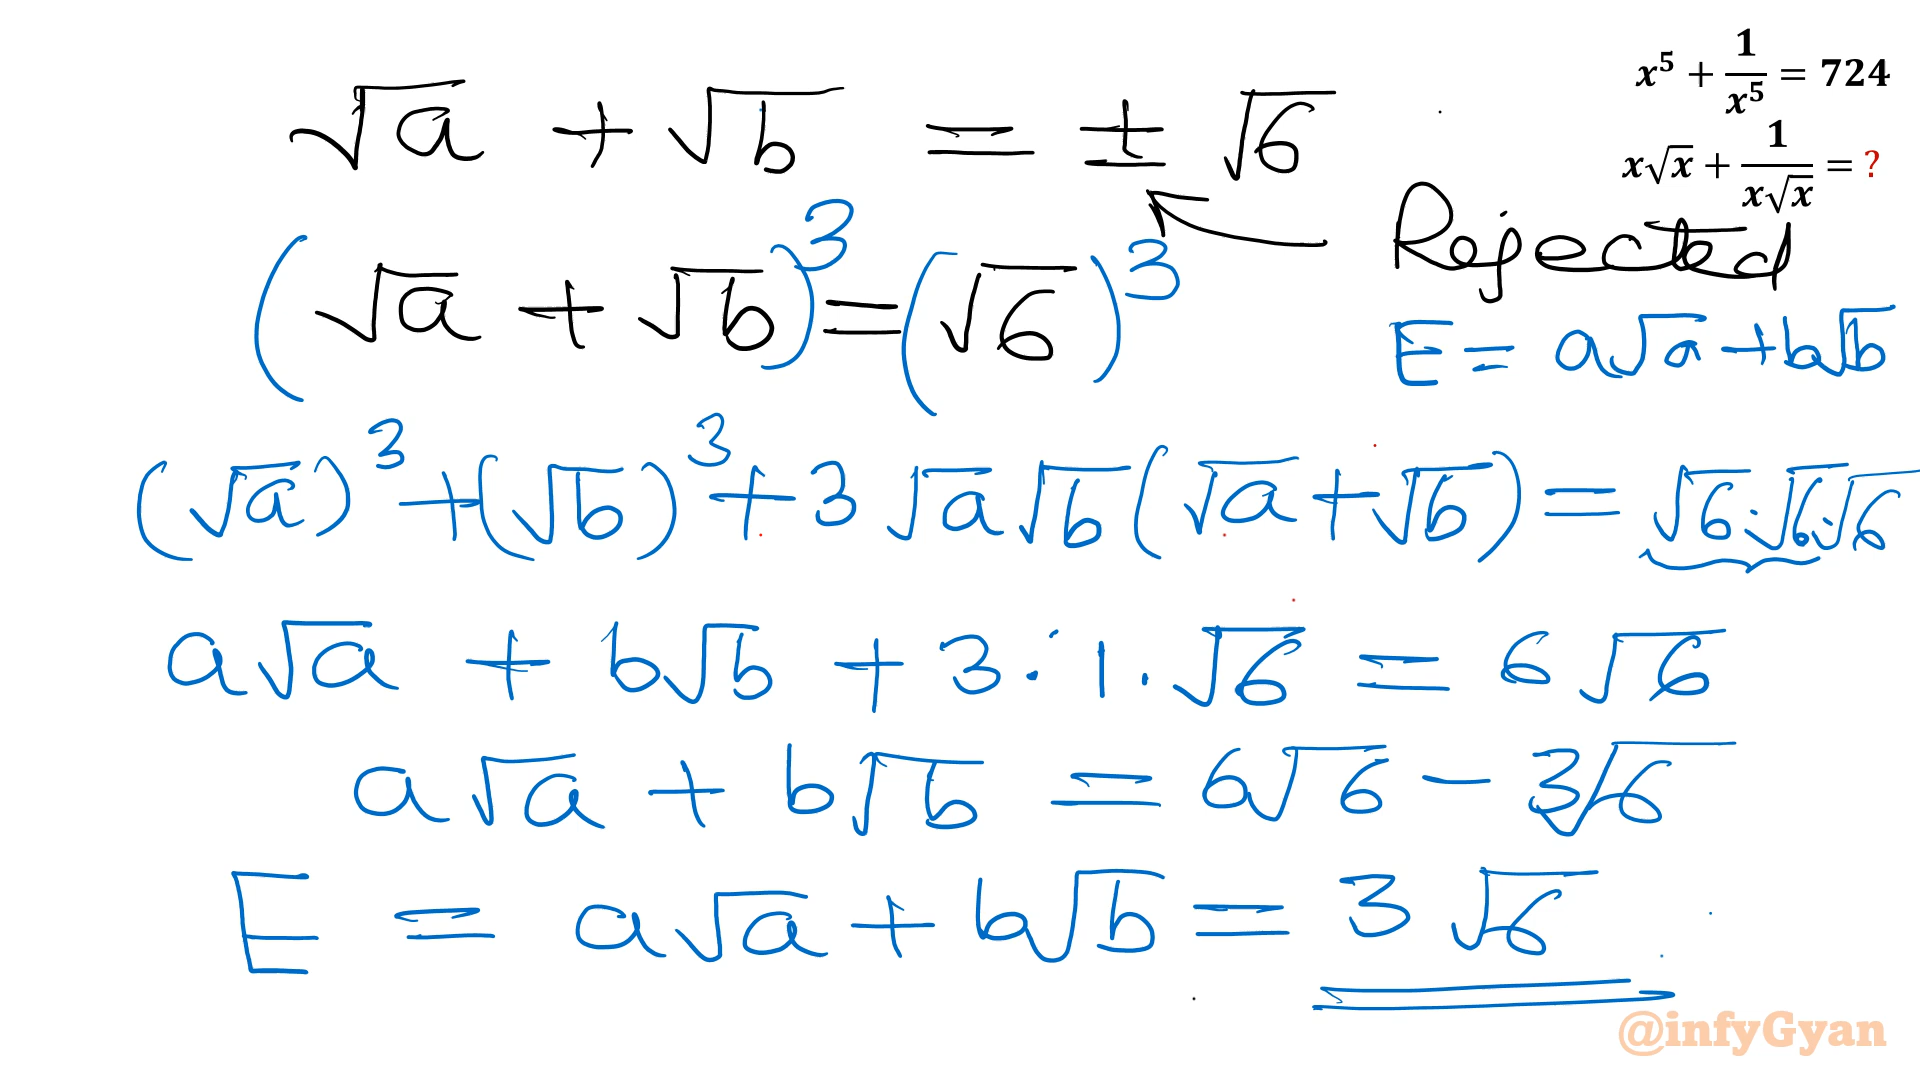 x⁵ + 1/x⁵ = 724
x√x + 1/(x√x) = ?
√a + √b = ± √6
Rejected
(√a + √b)³ = (√6)³
E = a√a + b√b
(√a)³ + (√b)³ + 3√a√b(√a + √b) = √6·√6·√6
a√a + b√b + 3·1·√6 = 6√6
a√a + b√b = 6√6 − 3√6
E = a√a + b√b = 3√6
@infyGyan